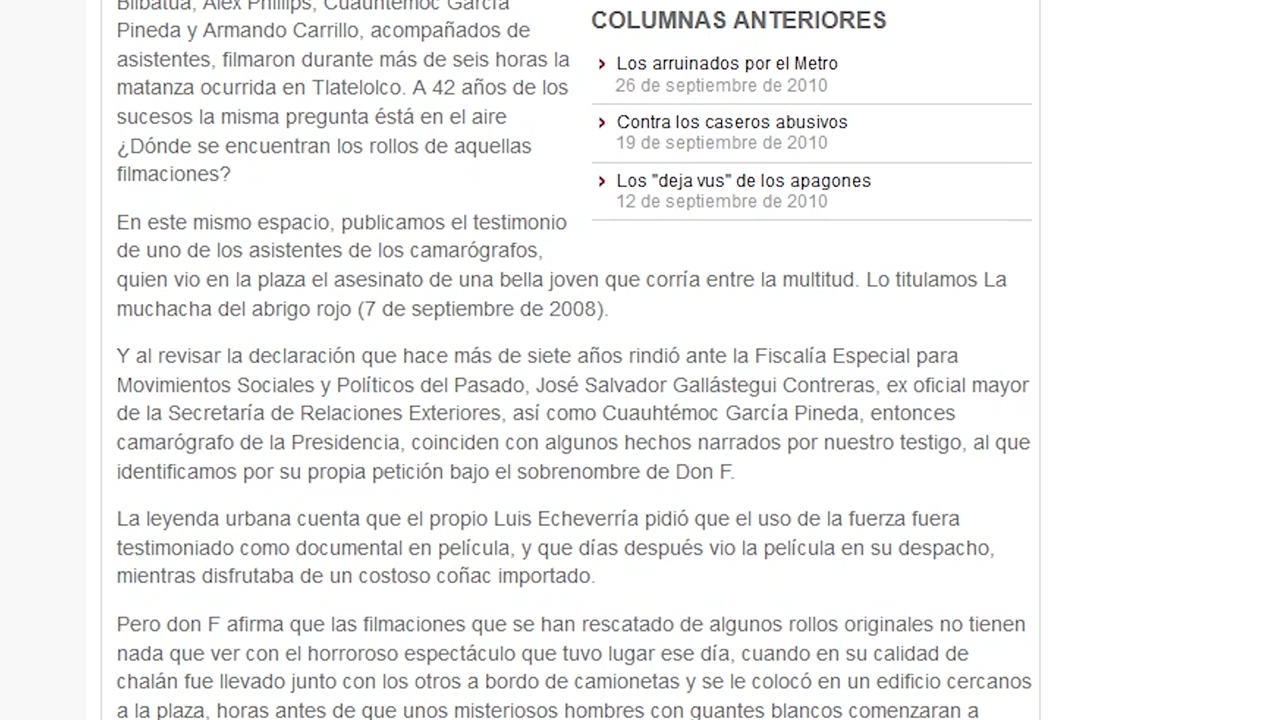 Bilbatúa, Alex Phillips, Cuauhtémoc García
Pineda y Armando Carrillo, acompañados de
asistentes, filmaron durante más de seis horas la
matanza ocurrida en Tlatelolco. A 42 años de los
sucesos la misma pregunta éstá en el aire
¿Dónde se encuentran los rollos de aquellas
filmaciones?
En este mismo espacio, publicamos el testimonio
de uno de los asistentes de los camarógrafos,
quien vio en la plaza el asesinato de una bella joven que corría entre la multitud. Lo titulamos La
muchacha del abrigo rojo (7 de septiembre de 2008).
Y al revisar la declaración que hace más de siete años rindió ante la Fiscalía Especial para
Movimientos Sociales y Políticos del Pasado, José Salvador Gallástegui Contreras, ex oficial mayor
de la Secretaría de Relaciones Exteriores, así como Cuauhtémoc García Pineda, entonces
camarógrafo de la Presidencia, coinciden con algunos hechos narrados por nuestro testigo, al que
identificamos por su propia petición bajo el sobrenombre de Don F.
La leyenda urbana cuenta que el propio Luis Echeverría pidió que el uso de la fuerza fuera
testimoniado como documental en película, y que días después vio la película en su despacho,
mientras disfrutaba de un costoso coñac importado.
Pero don F afirma que las filmaciones que se han rescatado de algunos rollos originales no tienen
nada que ver con el horroroso espectáculo que tuvo lugar ese día, cuando en su calidad de
chalán fue llevado junto con los otros a bordo de camionetas y se le colocó en un edificio cercanos
a la plaza, horas antes de que unos misteriosos hombres con guantes blancos comenzaran a
COLUMNAS ANTERIORES
› Los arruinados por el Metro
26 de septiembre de 2010
› Contra los caseros abusivos
19 de septiembre de 2010
› Los "deja vus" de los apagones
12 de septiembre de 2010